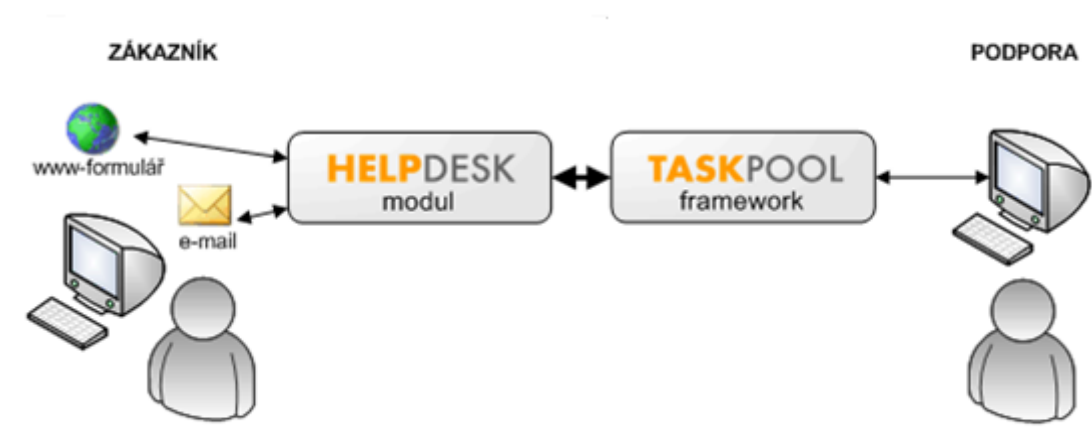 ZÁKAZNÍK
PODPORA
www-formulář
HELPDESK
modul
TASKPOOL
framework
e-mail